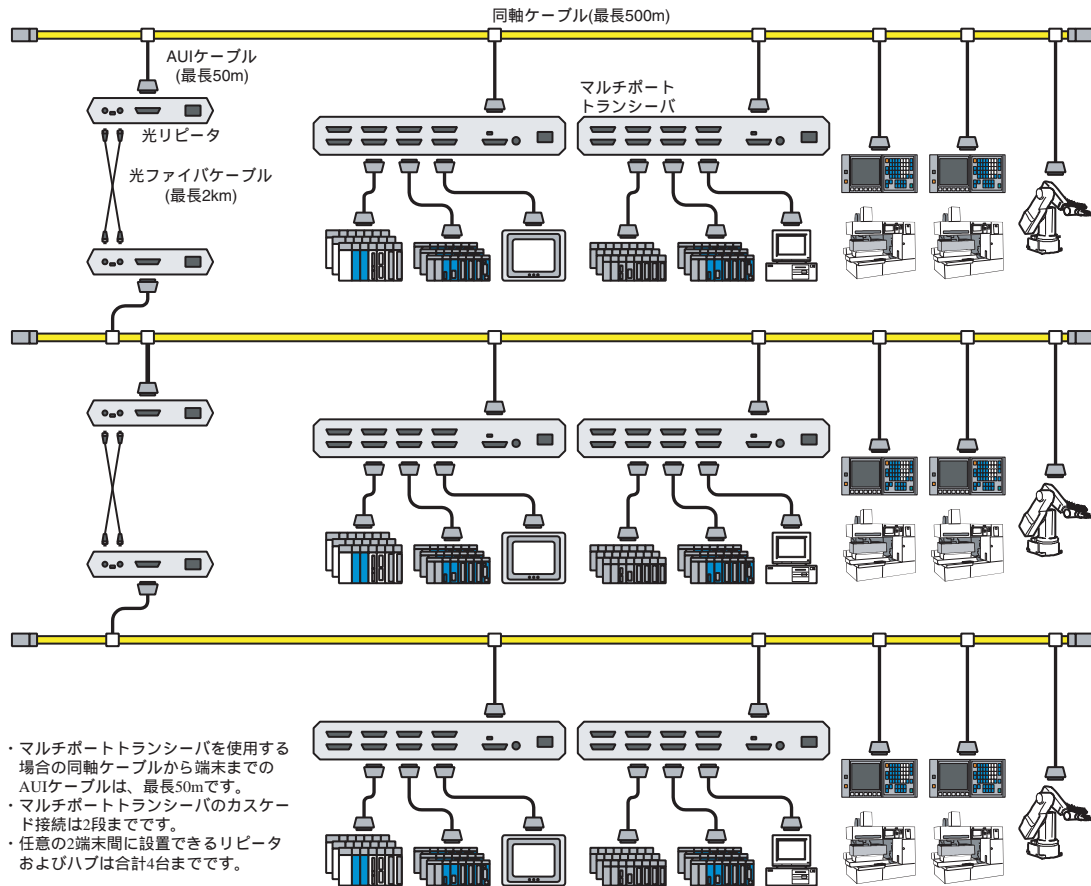 同軸ケーブル(最長500m)
AUIケーブル
(最長50m)
マルチポート
トランシーバ
光リピータ
光ファイバケーブル
(最長2km)
・マルチポートトランシーバを使用する
場合の同軸ケーブルから端末までの
AUIケーブルは、最長50mです。
・マルチポートトランシーバのカスケー
ド接続は2段までです。
・任意の2端末間に設置できるリピータ
およびハブは合計4台までです。